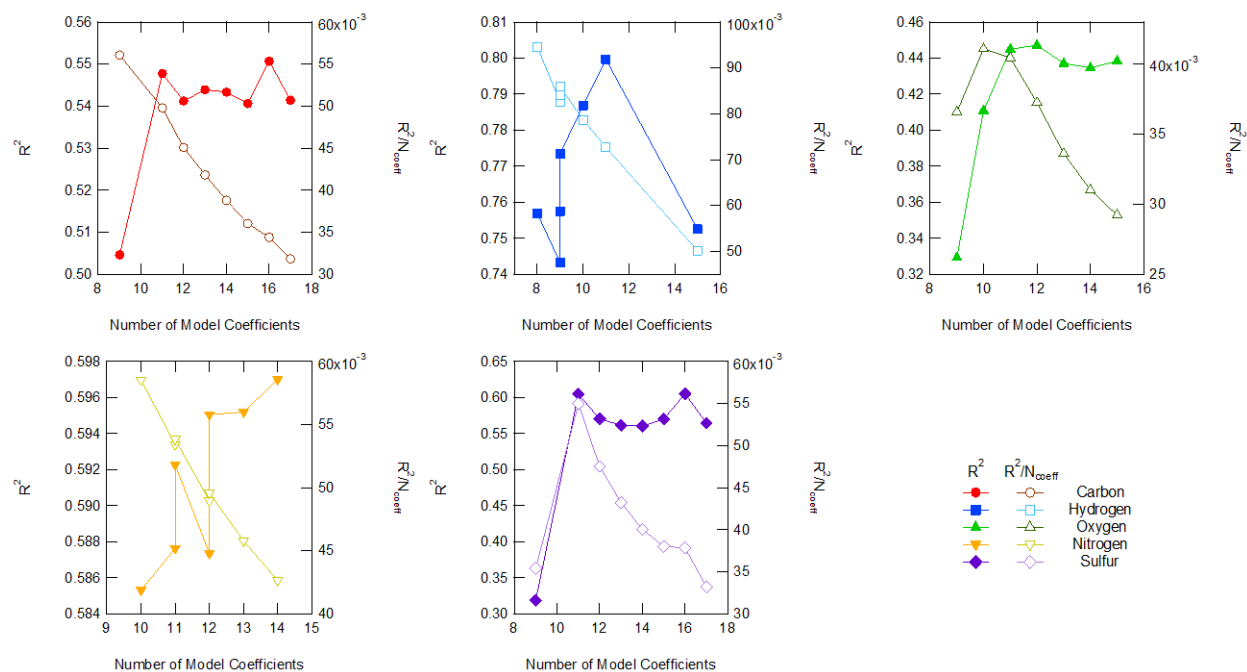 0.56
0.55
0.54
0.53
0.52
0.51
0.50
R²
60x10⁻³
55
50
45
40
35
30
R²/N_coeff
8 10 12 14 16 18
Number of Model Coefficients
0.81
0.80
0.79
0.78
0.77
0.76
0.75
0.74
R²
100x10⁻³
90
80
70
60
50
R²/N_coeff
8 10 12 14 16
Number of Model Coefficients
0.46
0.44
0.42
0.40
0.38
0.36
0.34
0.32
R²
40x10⁻³
35
30
25
R²/N_coeff
8 10 12 14 16
Number of Model Coefficients
0.598
0.596
0.594
0.592
0.590
0.588
0.586
0.584
R²
60x10⁻³
55
50
45
40
R²/N_coeff
9 10 11 12 13 14 15
Number of Model Coefficients
0.65
0.60
0.55
0.50
0.45
0.40
0.35
0.30
R²
60x10⁻³
55
50
45
40
35
30
R²/N_coeff
8 10 12 14 16 18
Number of Model Coefficients
R² R²/N_coeff
Carbon
Hydrogen
Oxygen
Nitrogen
Sulfur